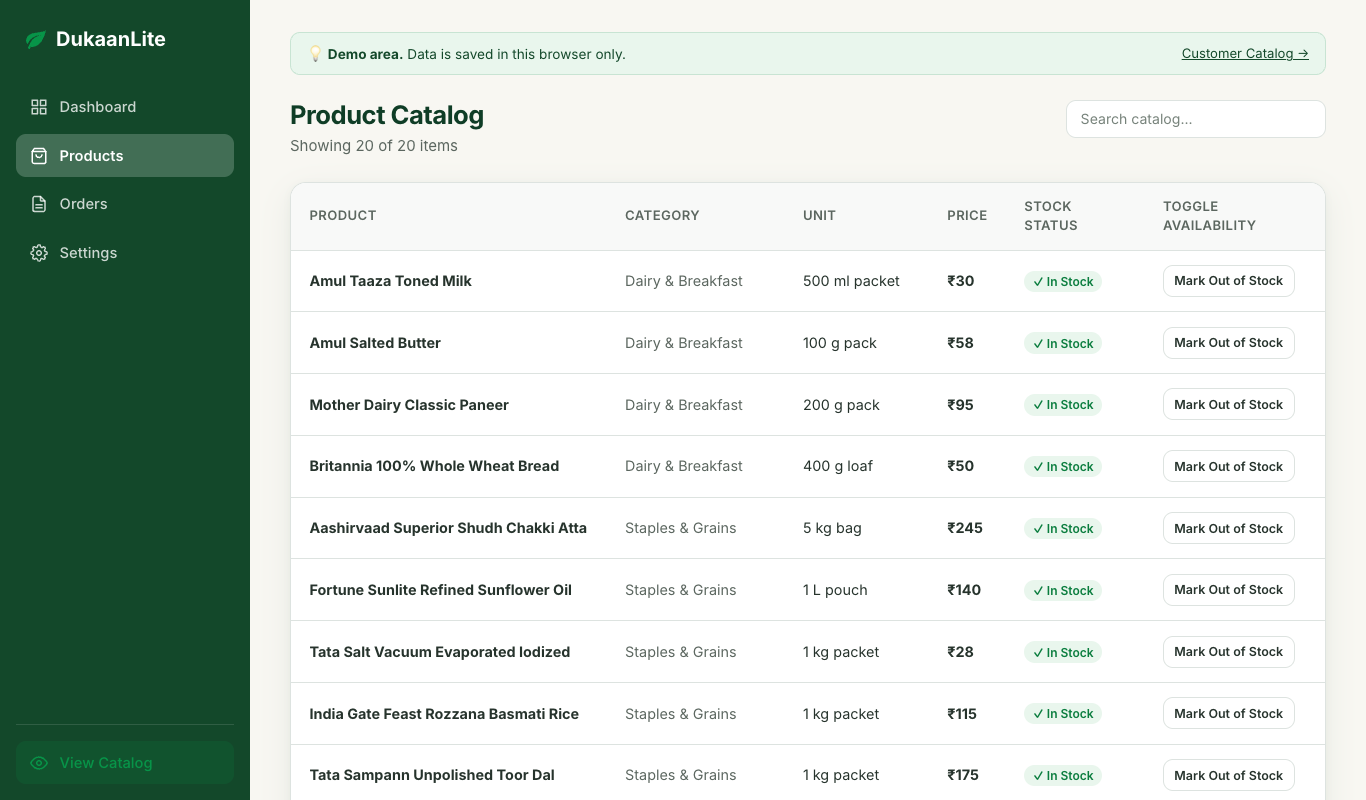 DukaanLite
Dashboard
Products
Orders
Settings
View Catalog
💡 Demo area. Data is saved in this browser only.
Customer Catalog →
Product Catalog
Showing 20 of 20 items
Search catalog...
PRODUCT CATEGORY UNIT PRICE STOCK STATUS TOGGLE AVAILABILITY
Amul Taaza Toned Milk Dairy & Breakfast 500 ml packet ₹30 ✓ In Stock Mark Out of Stock
Amul Salted Butter Dairy & Breakfast 100 g pack ₹58 ✓ In Stock Mark Out of Stock
Mother Dairy Classic Paneer Dairy & Breakfast 200 g pack ₹95 ✓ In Stock Mark Out of Stock
Britannia 100% Whole Wheat Bread Dairy & Breakfast 400 g loaf ₹50 ✓ In Stock Mark Out of Stock
Aashirvaad Superior Shudh Chakki Atta Staples & Grains 5 kg bag ₹245 ✓ In Stock Mark Out of Stock
Fortune Sunlite Refined Sunflower Oil Staples & Grains 1 L pouch ₹140 ✓ In Stock Mark Out of Stock
Tata Salt Vacuum Evaporated Iodized Staples & Grains 1 kg packet ₹28 ✓ In Stock Mark Out of Stock
India Gate Feast Rozzana Basmati Rice Staples & Grains 1 kg packet ₹115 ✓ In Stock Mark Out of Stock
Tata Sampann Unpolished Toor Dal Staples & Grains 1 kg packet ₹175 ✓ In Stock Mark Out of Stock